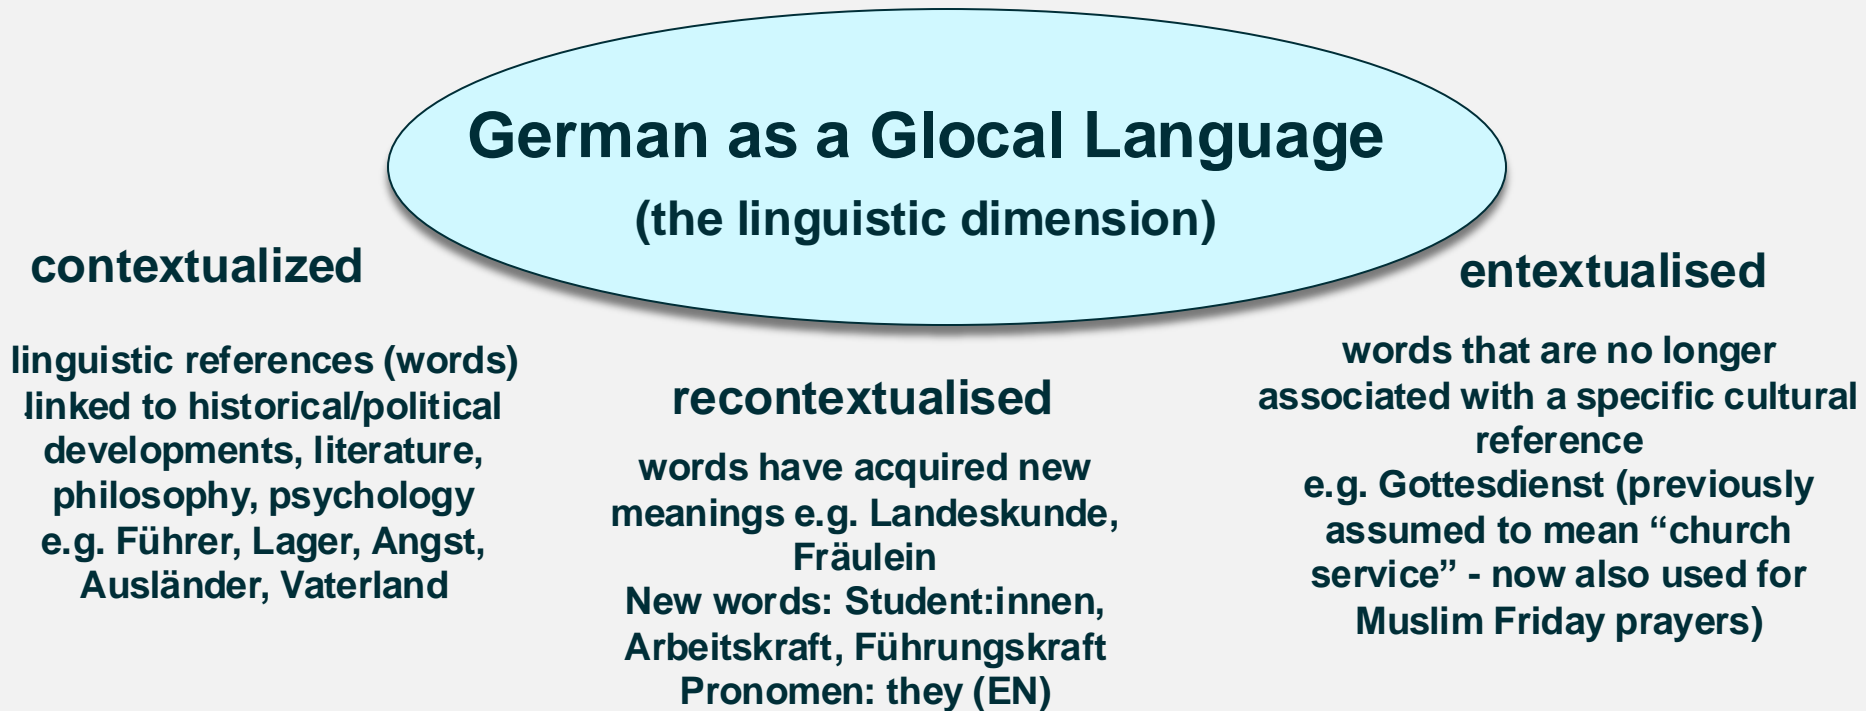 German as a Glocal Language
(the linguistic dimension)
contextualized
linguistic references (words)
linked to historical/political
developments, literature,
philosophy, psychology
e.g. Führer, Lager, Angst,
Ausländer, Vaterland
recontextualised
words have acquired new
meanings e.g. Landeskunde,
Fräulein
New words: Student:innen,
Arbeitskraft, Führungskraft
Pronomen: they (EN)
entextualised
words that are no longer
associated with a specific cultural
reference
e.g. Gottesdienst (previously
assumed to mean “church
service” - now also used for
Muslim Friday prayers)